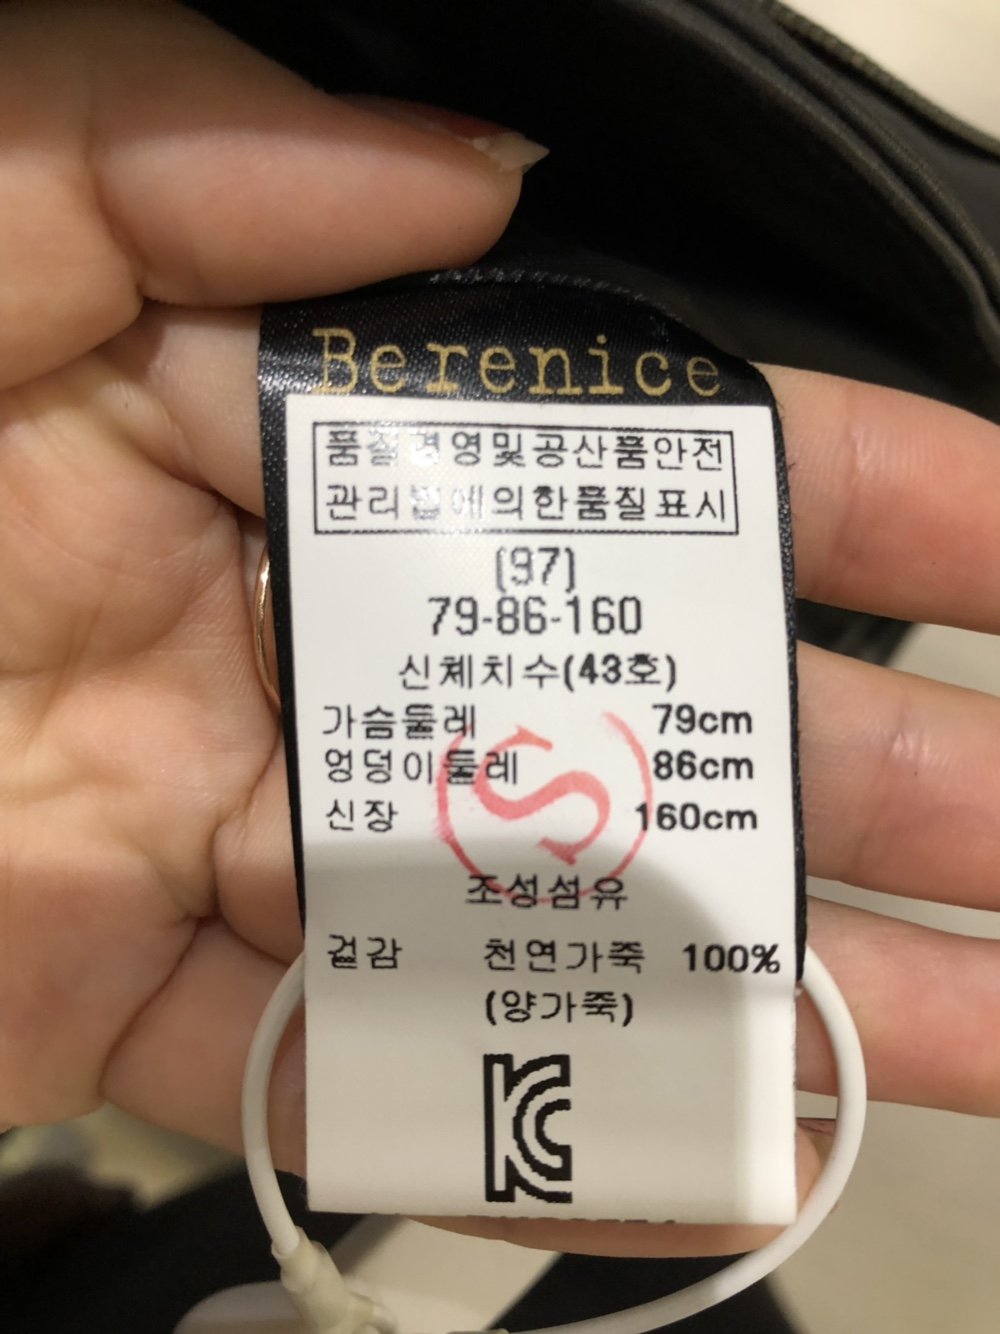 Berenice
품질경영및공산품안전
관리법에의한품질표시
(97)
79-86-160
신체치수(43호)
가슴둘레 79cm
엉덩이둘레 86cm
신장 160cm
S
조성섬유
겉감 천연가죽 100%
(양가죽)
KC